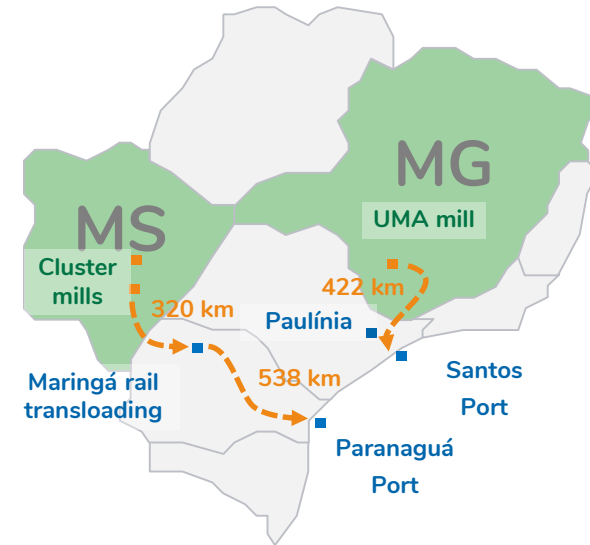 MG
UMA mill
MS
Cluster
mills
422 km
320 km
Paulínia
Maringá rail
transloading
538 km
Santos
Port
Paranaguá
Port